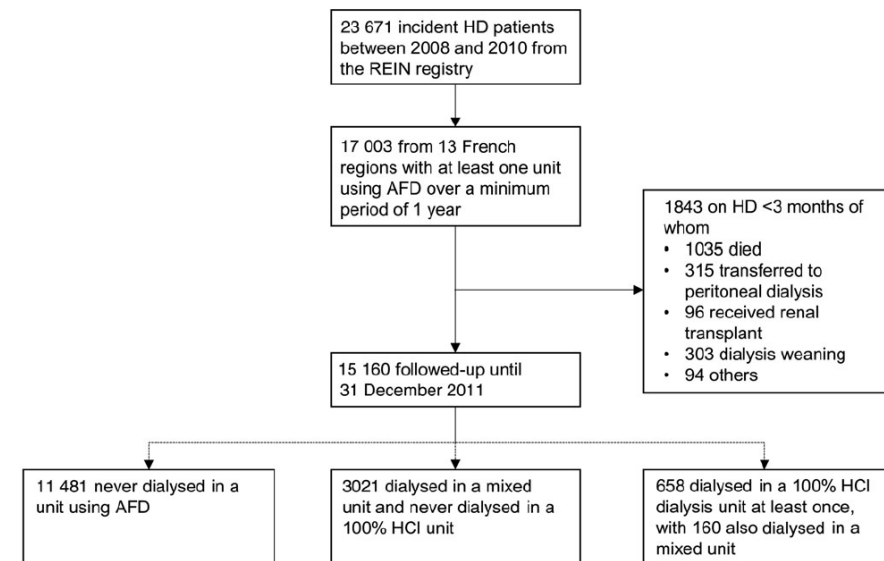 23 671 incident HD patients
between 2008 and 2010 from
the REIN registry
17 003 from 13 French
regions with at least one unit
using AFD over a minimum
period of 1 year
1843 on HD <3 months of
whom
• 1035 died
• 315 transferred to
peritoneal dialysis
• 96 received renal
transplant
• 303 dialysis weaning
• 94 others
15 160 followed-up until
31 December 2011
11 481 never dialysed in a
unit using AFD
3021 dialysed in a mixed
unit and never dialysed in a
100% HCI unit
658 dialysed in a 100% HCI
dialysis unit at least once,
with 160 also dialysed in a
mixed unit